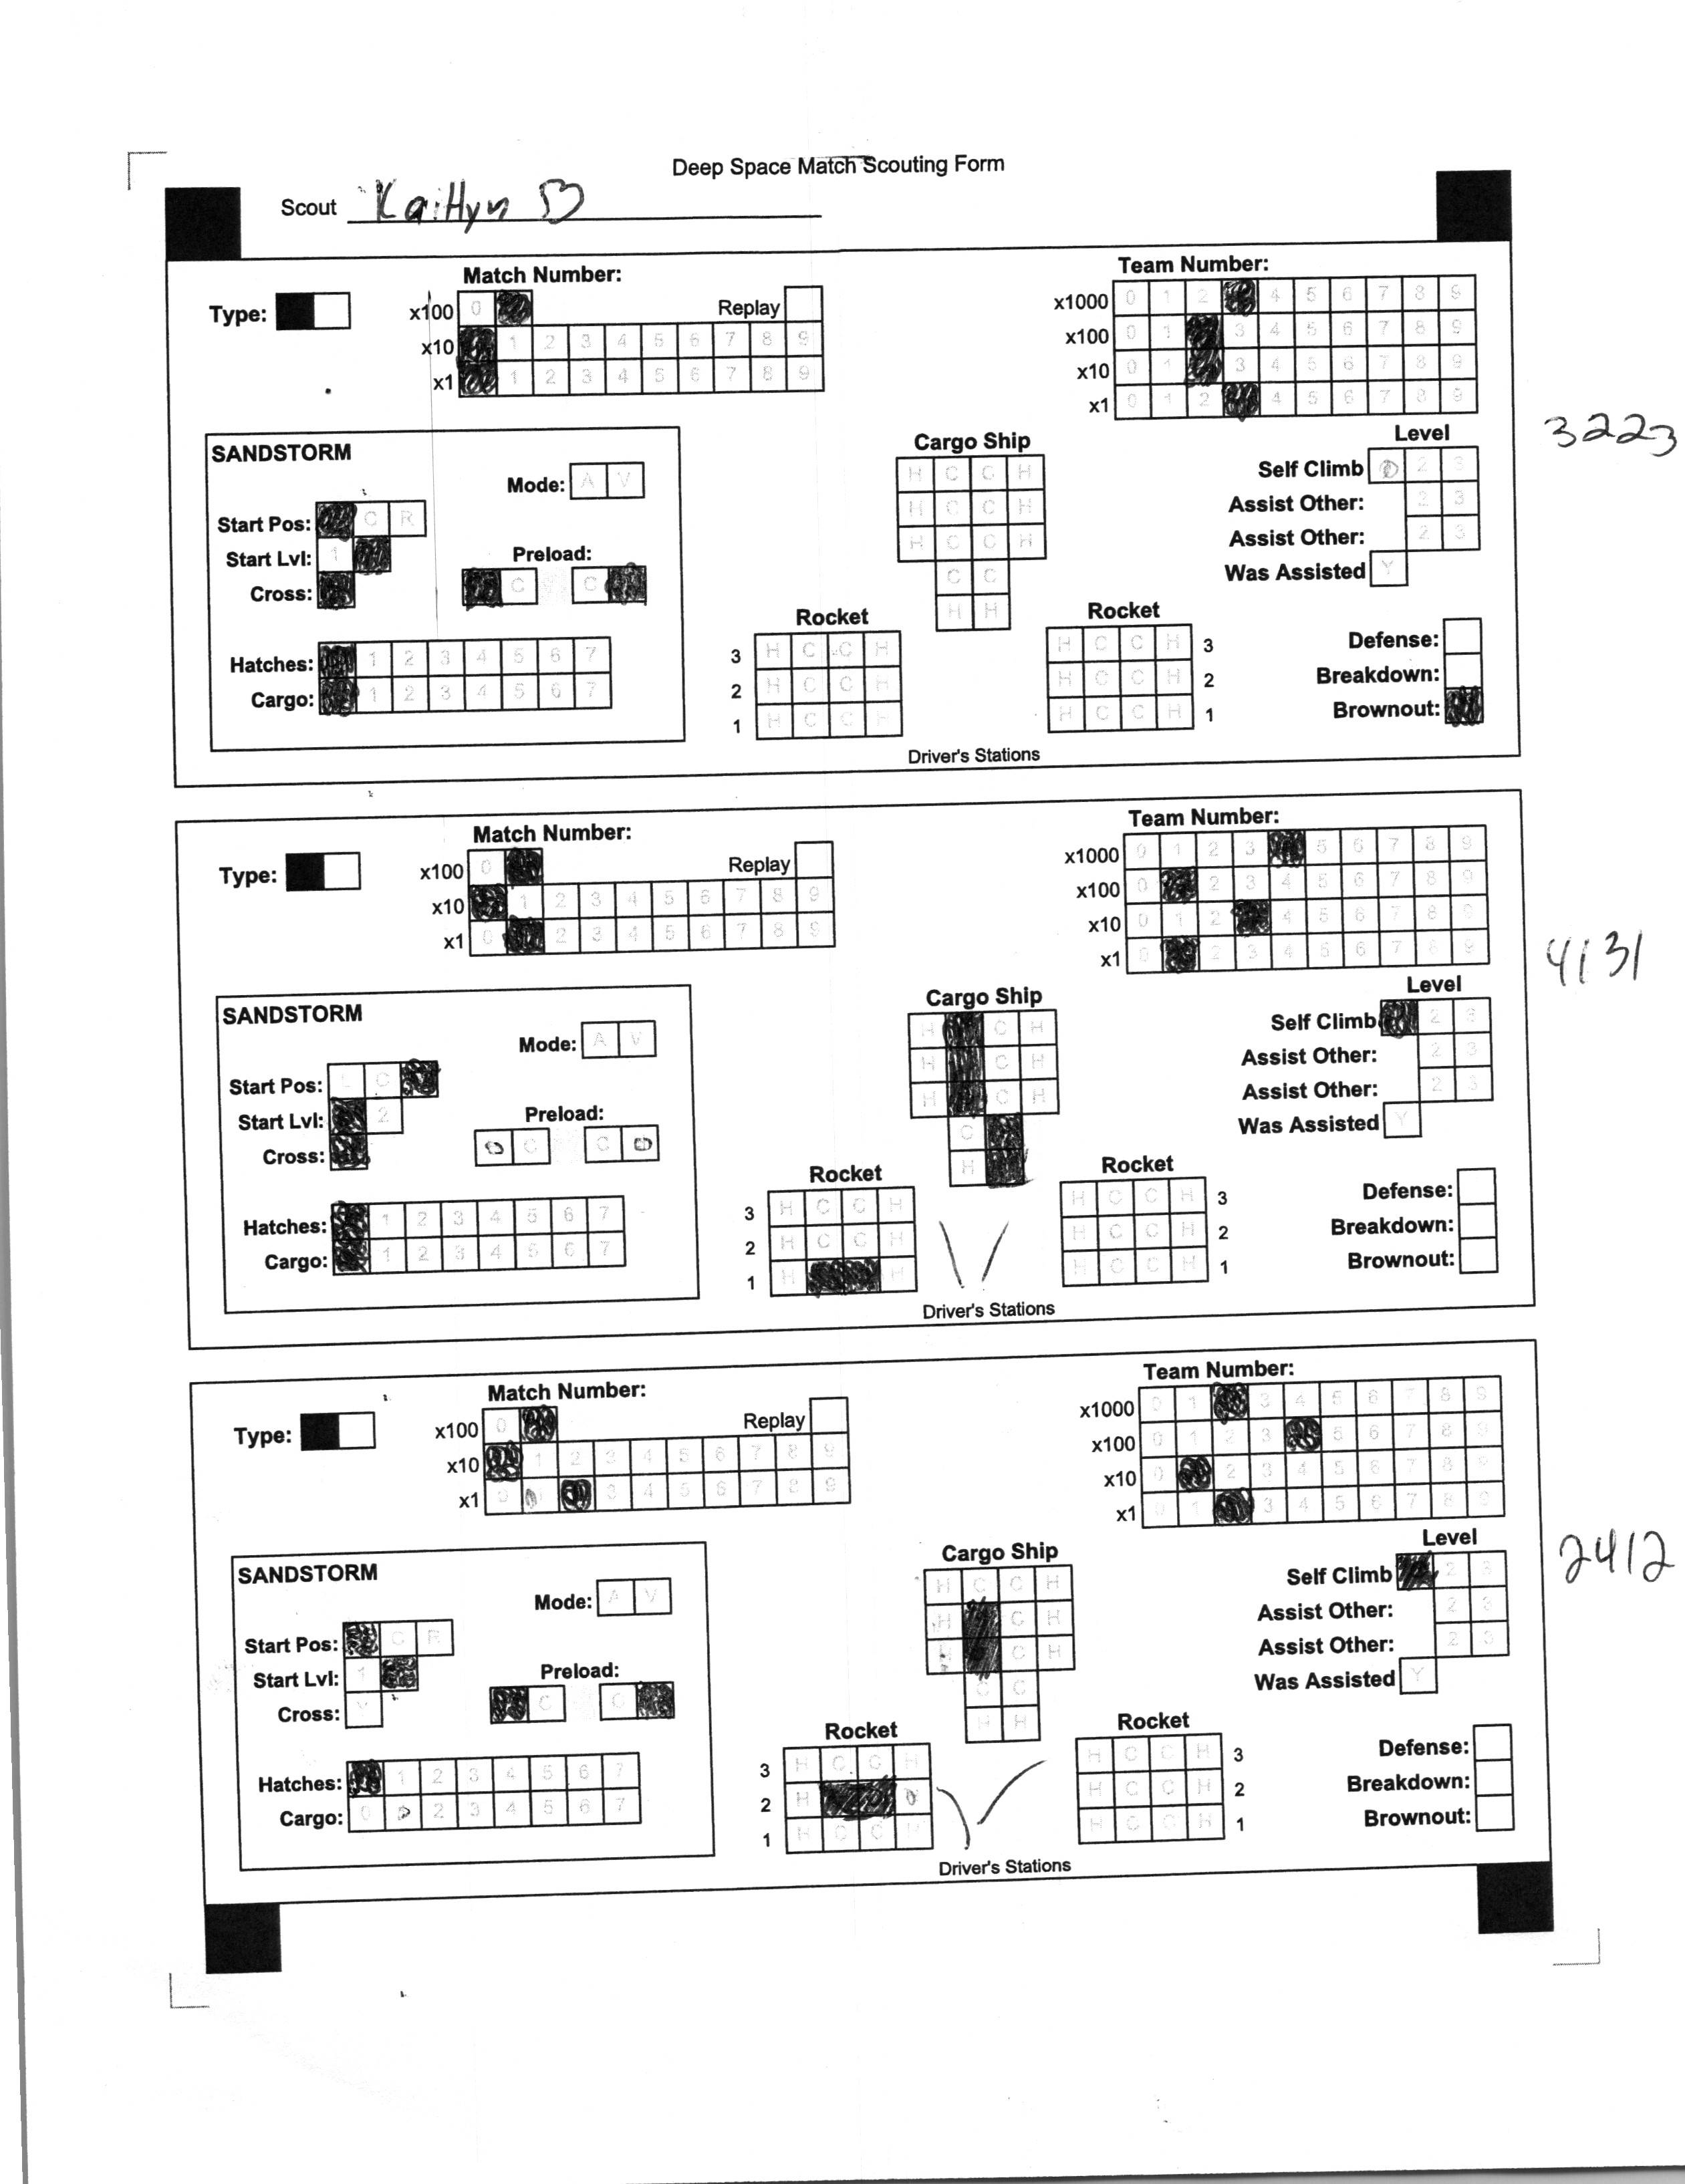 Deep Space Match Scouting Form
Scout Kaitlyn B
Match Number:
Team Number:
Type:
x100 0
Replay
x10 1 2 3 4 5 6 7 8 9
x1 1 2 3 4 5 6 7 8 9
x1000 0 1 2 4 5 6 7 8 9
x100 0 1 3 4 5 6 7 8 9
x10 0 1 3 4 5 6 7 8 9
x1 0 1 2 4 5 6 7 8 9
3223
SANDSTORM
Mode: A V
Start Pos: C R
Start Lvl: 1
Cross:
Preload:
C C
Hatches: 1 2 3 4 5 6 7
Cargo: 1 2 3 4 5 6 7
Cargo Ship
H C C H
H C C H
H C C H
C C
H H
Rocket
3 H C C H
2 H C C H
1 H C C H
Rocket
H C C H 3
H C C H 2
H C C H 1
Driver's Stations
Level
Self Climb 2 3
Assist Other: 2 3
Assist Other: 2 3
Was Assisted Y
Defense:
Breakdown:
Brownout:
Match Number:
Team Number:
Type:
x100 0
Replay
x10 1 2 3 4 5 6 7 8 9
x1 0 2 3 4 5 6 7 8 9
x1000 0 1 2 3 5 6 7 8 9
x100 0 2 3 4 5 6 7 8 9
x10 0 1 2 4 5 6 7 8 9
x1 0 2 3 4 5 6 7 8 9
4131
SANDSTORM
Mode: A V
Start Pos: L C
Start Lvl: 2
Cross:
Preload:
C C
Hatches: 1 2 3 4 5 6 7
Cargo: 1 2 3 4 5 6 7
Cargo Ship
H C H
H C H
H C H
C
H
Rocket
3 H C C H
2 H C C H
1 H H
Rocket
H C C H 3
H C C H 2
H C C H 1
Driver's Stations
Level
Self Climb 2 3
Assist Other: 2 3
Assist Other: 2 3
Was Assisted Y
Defense:
Breakdown:
Brownout:
Match Number:
Team Number:
Type:
x100 0
Replay
x10 1 2 3 4 5 6 7 8 9
x1 0 3 4 5 6 7 8 9
x1000 0 1 3 4 5 6 7 8 9
x100 0 1 2 3 5 6 7 8 9
x10 0 2 3 4 5 6 7 8 9
x1 0 1 3 4 5 6 7 8 9
2412
SANDSTORM
Mode: A V
Start Pos: C R
Start Lvl: 1
Cross: Y
Preload:
C C
Hatches: 1 2 3 4 5 6 7
Cargo: 0 2 3 4 5 6 7
Cargo Ship
H C C H
H C H
H C H
C C
H H
Rocket
3 H C C H
2 H
1 H C C H
Rocket
H C C H 3
H C C H 2
H C C H 1
Driver's Stations
Level
Self Climb 2 3
Assist Other: 2 3
Assist Other: 2 3
Was Assisted Y
Defense:
Breakdown:
Brownout: